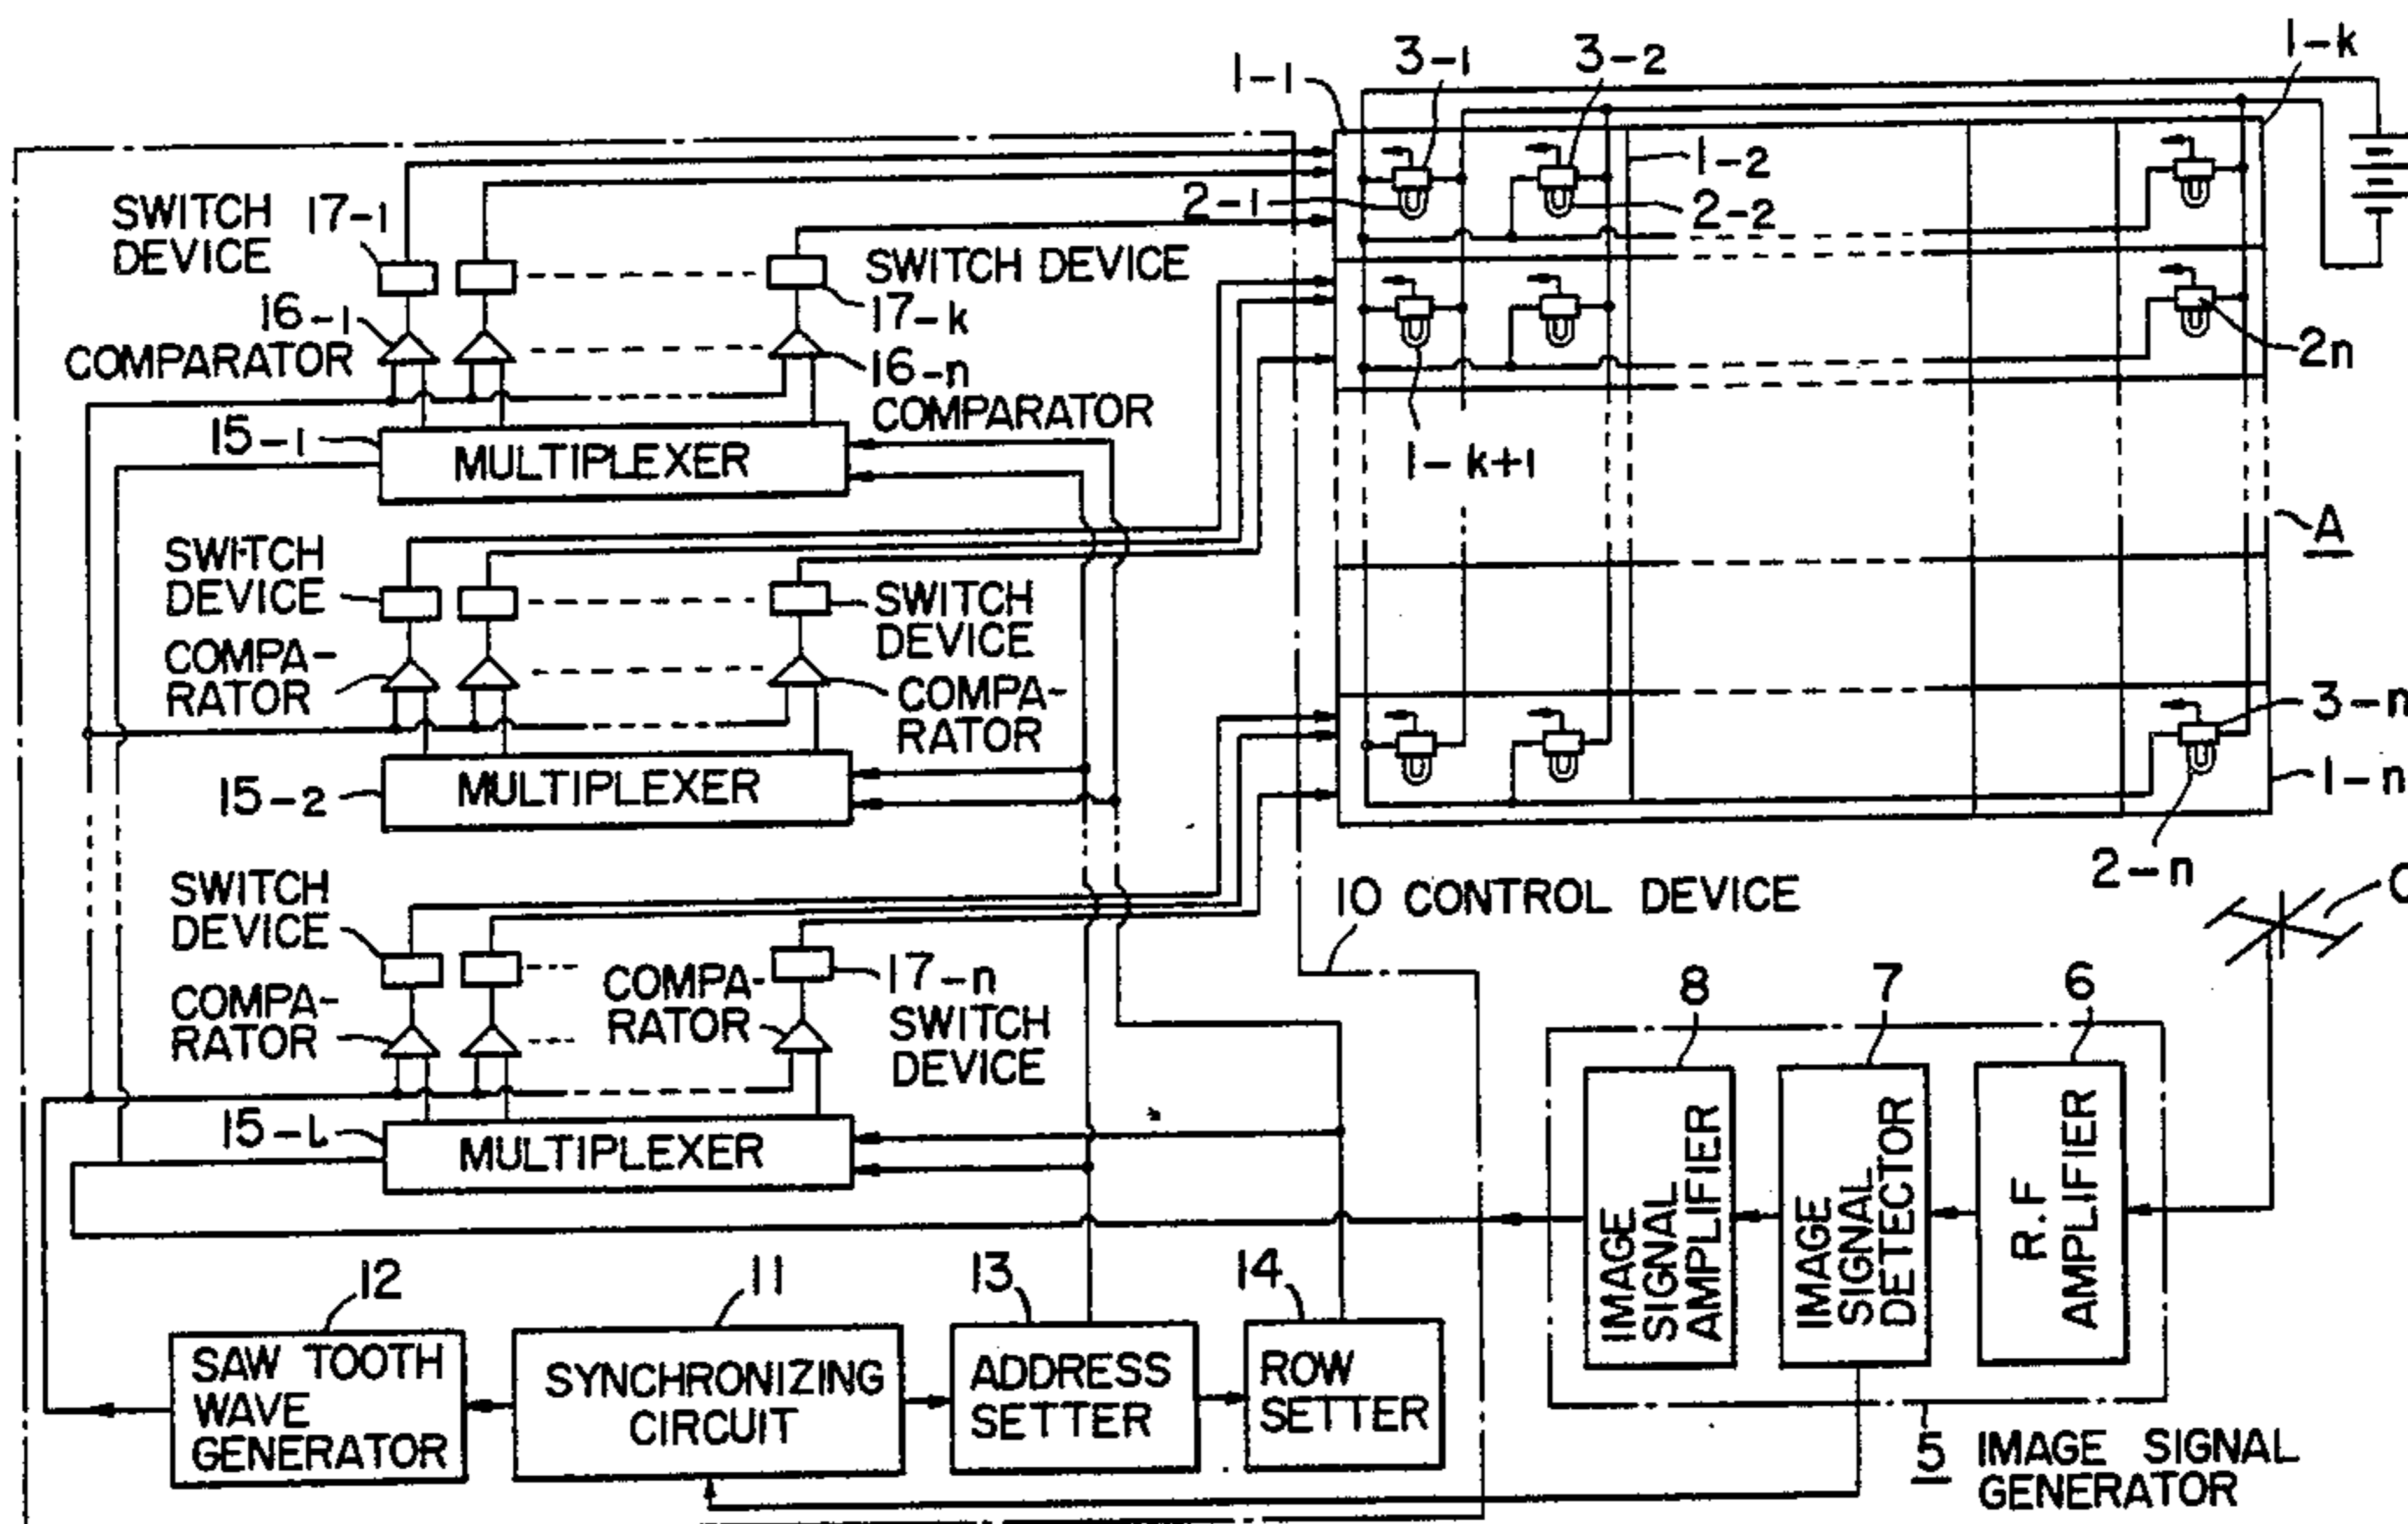 1-k
3-1
3-2
1-1
1-2
2-1
2-2
SWITCH
DEVICE
17-1
SWITCH DEVICE
17-k
16-1
COMPARATOR
16-n
COMPARATOR
2n
15-1
MULTIPLEXER
1-k+1
A
SWITCH
DEVICE
SWITCH
DEVICE
COMPA-
RATOR
COMPA-
RATOR
3-n
15-2
MULTIPLEXER
1-n
2-n
SWITCH
DEVICE
10 CONTROL DEVICE
COMPA-
RATOR
COMPA-
RATOR
17-n
SWITCH
DEVICE
8
7
6
15-l
MULTIPLEXER
IMAGE
SIGNAL
AMPLIFIER
IMAGE
SIGNAL
DETECTOR
R.F
AMPLIFIER
12
11
13
14
SAW TOOTH
WAVE
GENERATOR
SYNCHRONIZING
CIRCUIT
ADDRESS
SETTER
ROW
SETTER
5 IMAGE SIGNAL
GENERATOR